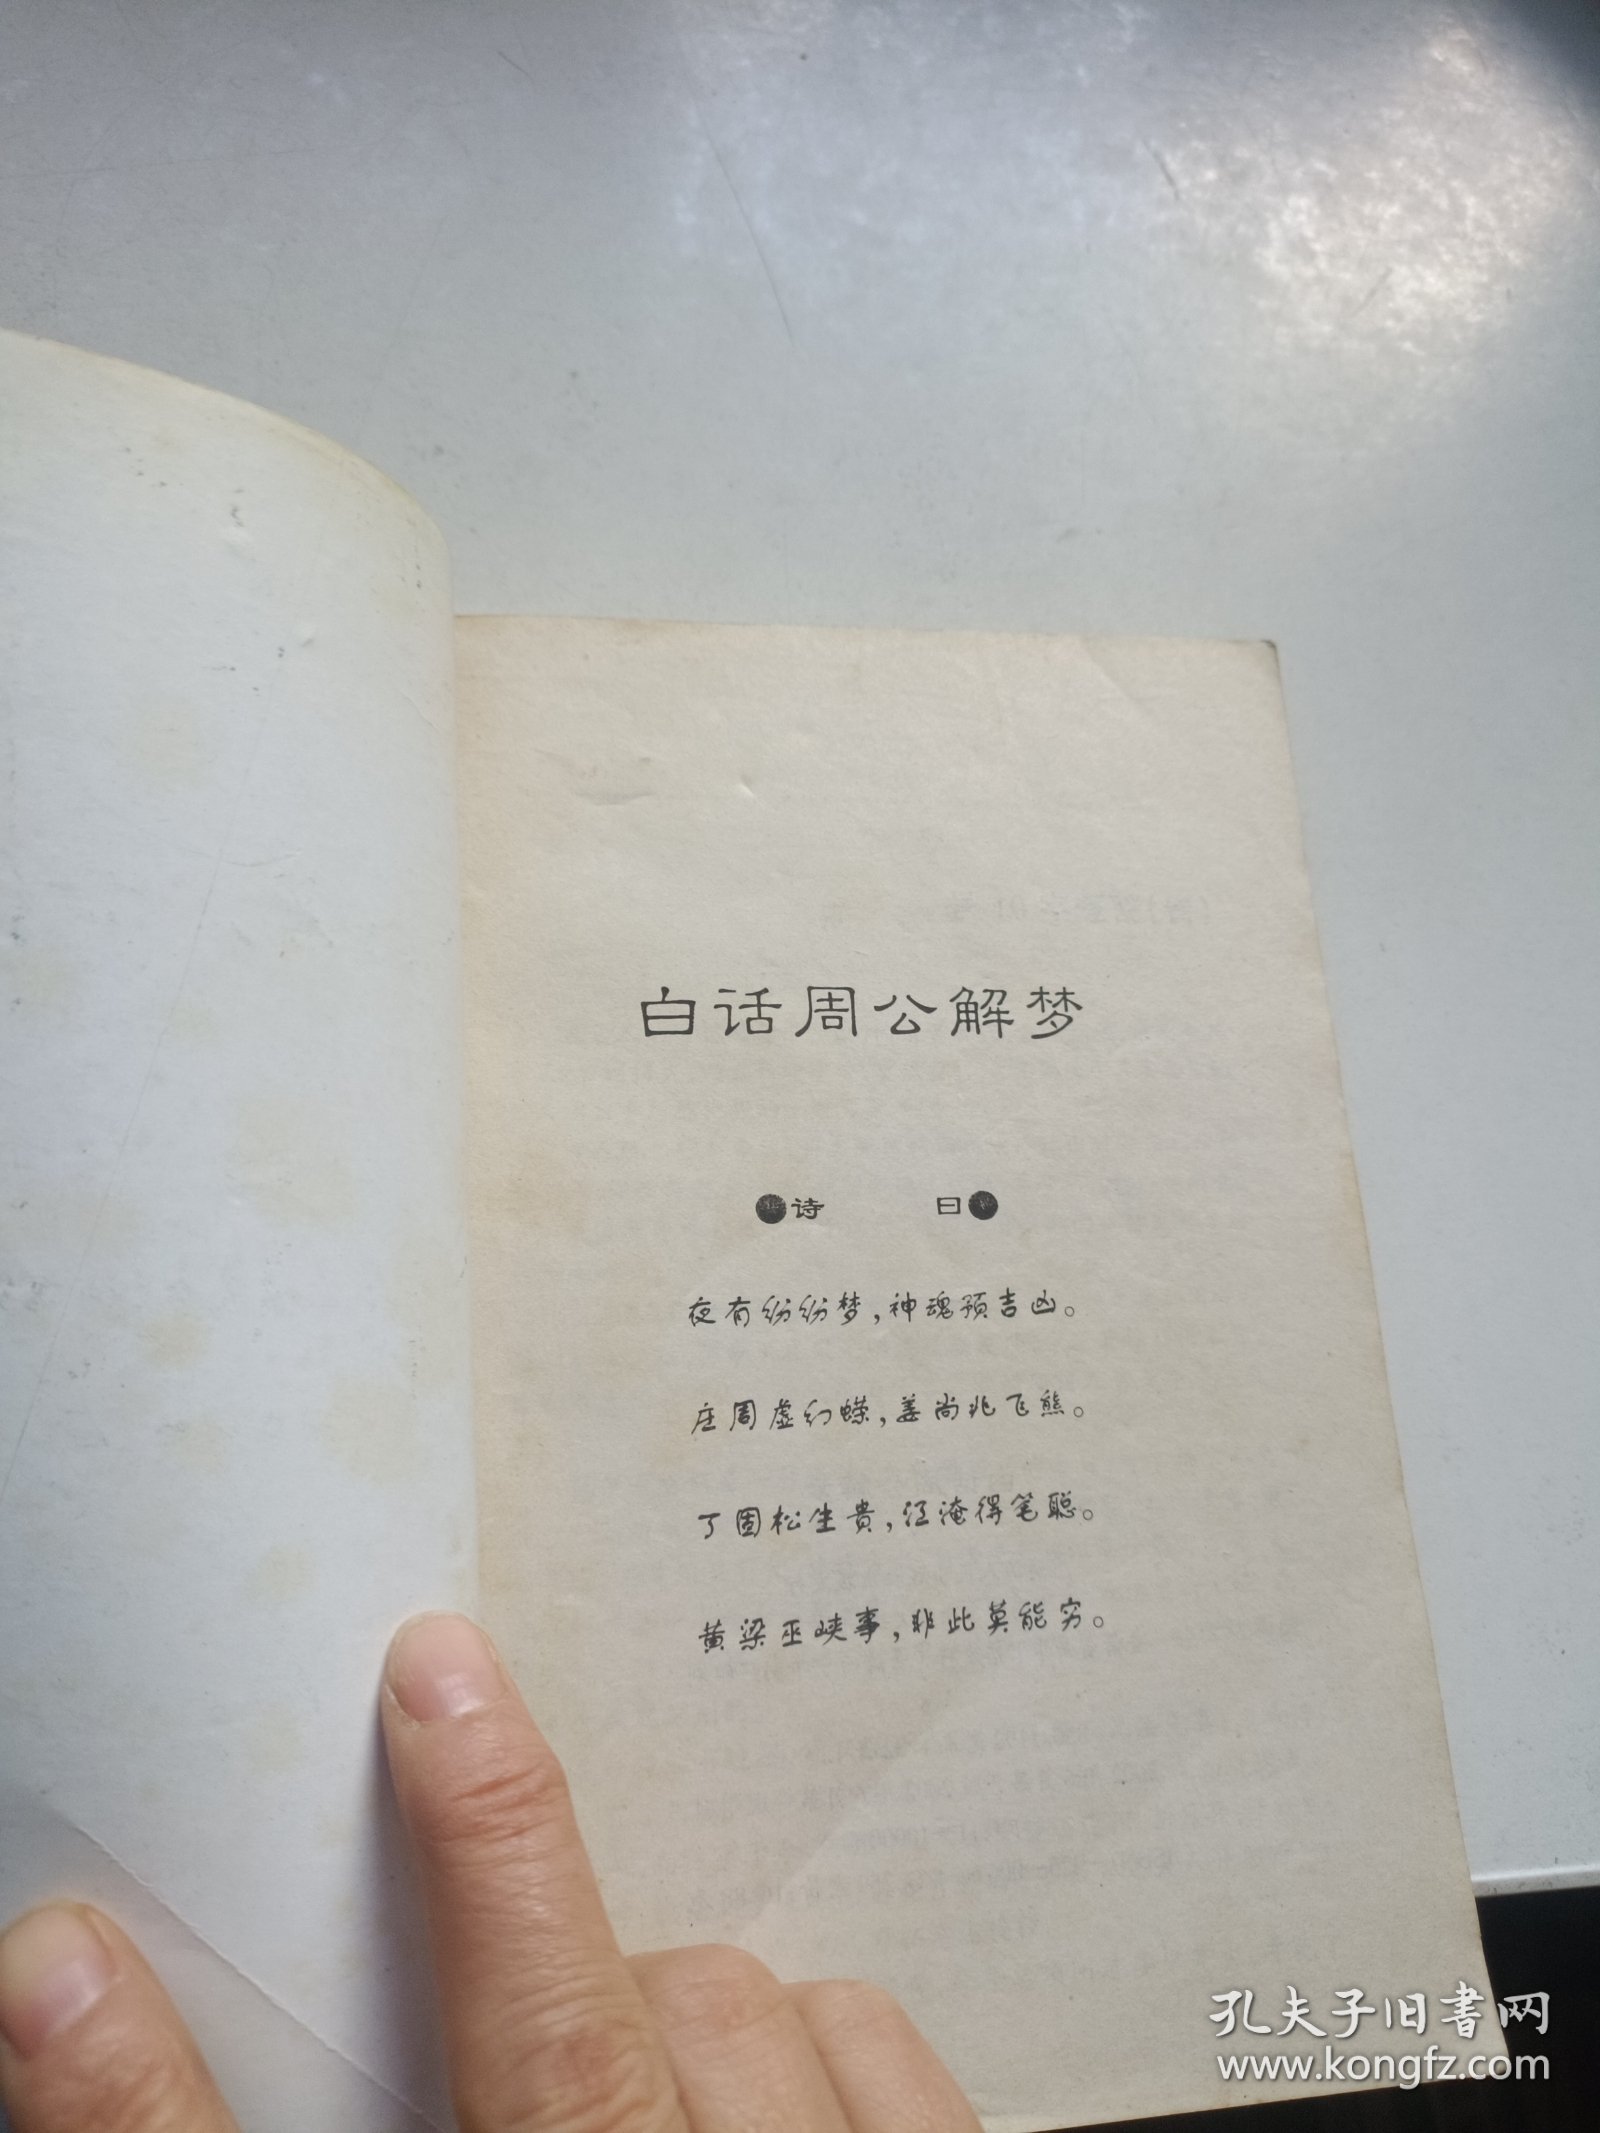 白话周公解梦
诗 曰
夜有纷纷梦，神魂预吉凶。
庄周虚幻蝶，姜尚兆飞熊。
丁固松生贵，江淹得笔聪。
黄梁巫峡事，非此莫能穷。
孔夫子旧书网
www.kongfz.com